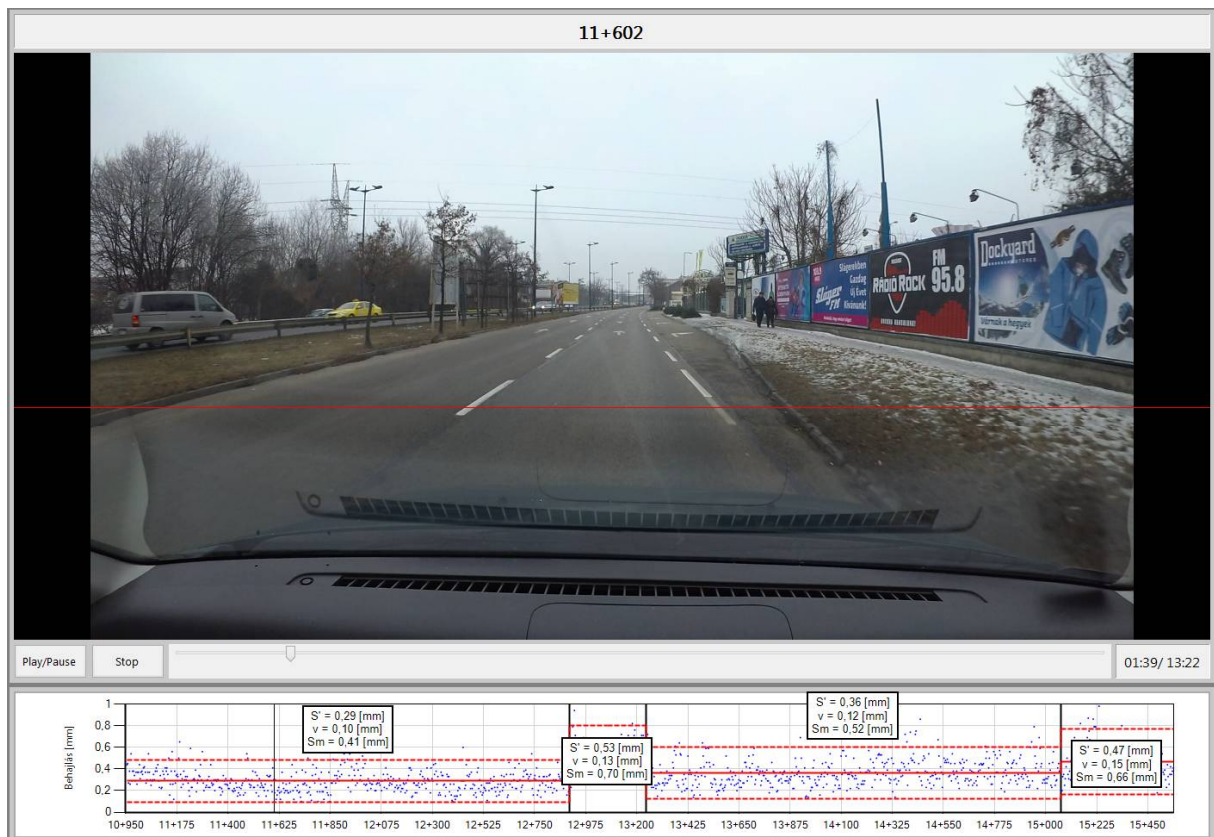 11+602
Dockyard
STORES
Várnak a hegyek
RÁDIÓ ROCK
FM
95.8
Slágerekben
Gazdag
Új Évet
Kívánunk!
Sláger
FM
Play/Pause
Stop
01:39/ 13:22
Behajlás [mm]
1
0,8
0,6
0,4
0,2
0
S' = 0,29 [mm]
v = 0,10 [mm]
Sm = 0,41 [mm]
S' = 0,53 [mm]
v = 0,13 [mm]
Sm = 0,70 [mm]
S' = 0,36 [mm]
v = 0,12 [mm]
Sm = 0,52 [mm]
S' = 0,47 [mm]
v = 0,15 [mm]
Sm = 0,66 [mm]
10+950 11+175 11+400 11+625 11+850 12+075 12+300 12+525 12+750 12+975 13+200 13+425 13+650 13+875 14+100 14+325 14+550 14+775 15+000 15+225 15+450